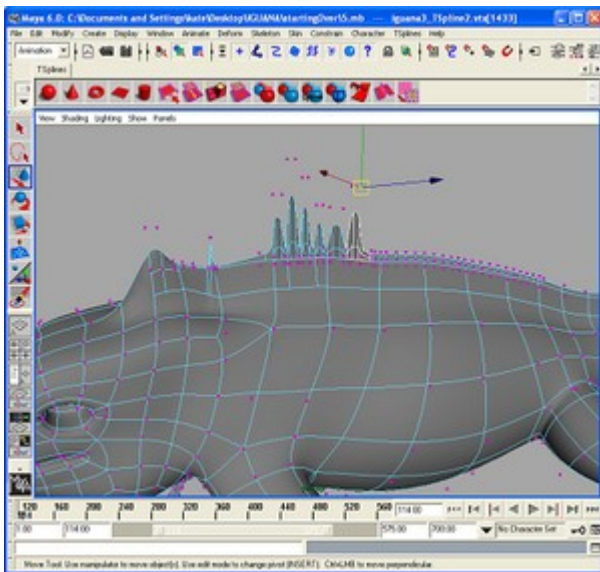 Maya 6.0: C:\Documents and Settings\kate\Desktop\IGUANA\startingOver15.mb --- iguana3_TSpline2.vtx[1433]
File Edit Modify Create Display Window Animate Deform Skeleton Skin Constrain Character TSplines Help
Animation
TSplines
View Shading Lighting Show Panels
120 160 200 240 280 320 360 400 440 480 520 560 114.00
1.00 114.00 575.00 700.00 No Character Set
Move Tool: Use manipulator to move object(s). Use edit mode to change pivot (INSERT). Ctrl+LMB to move perpendicular.